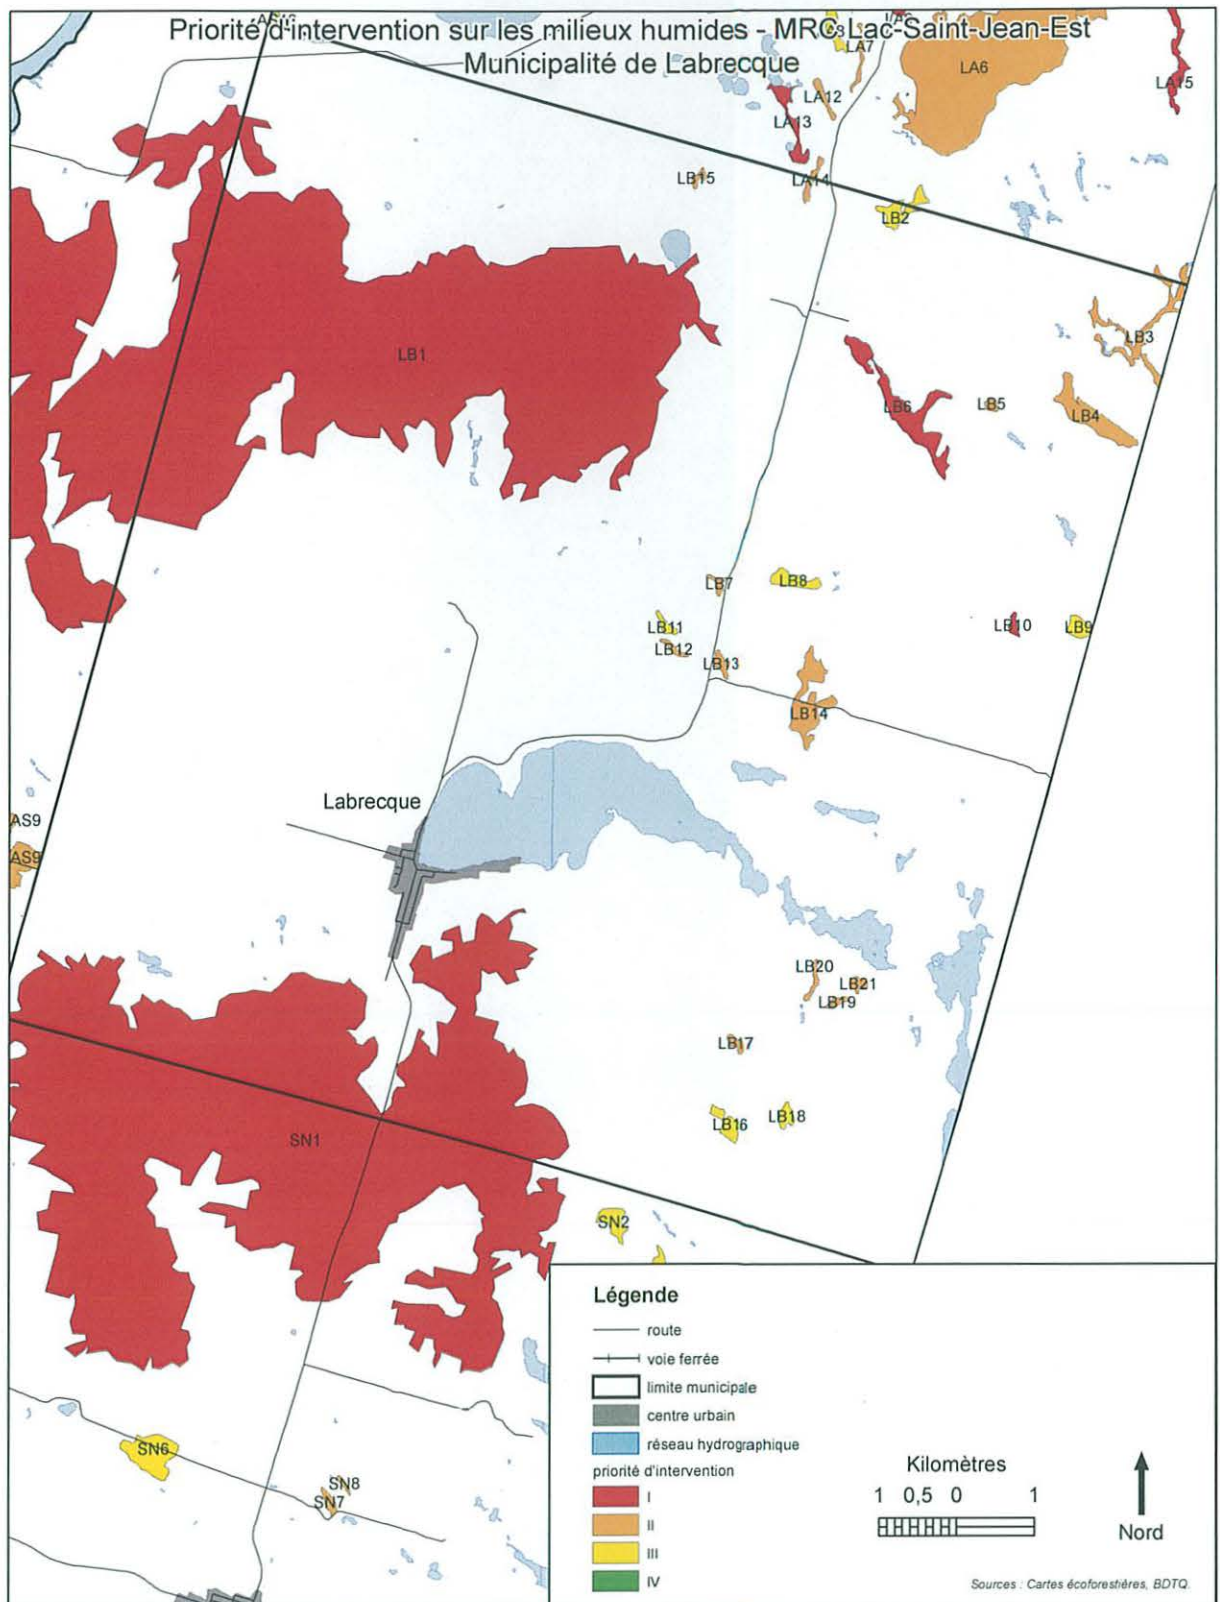 Priorité d'intervention sur les milieux humides - MRC Lac-Saint-Jean-Est
Municipalité de Labrecque
LA7
LA6
LA15
LA12
LA13
LB15
LA14
LB2
LB3
LB1
LB6
LB5
LB4
LB7
LB8
LB11
LB10
LB9
LB12
LB13
LB14
Labrecque
AS9
AS9
LB20
LB21
LB19
LB17
LB16
LB18
SN1
SN2
SN6
SN8
SN7
Légende
route
voie ferrée
limite municipale
centre urbain
réseau hydrographique
priorité d'intervention
I
II
III
IV
Kilomètres
1 0,5 0 1
Nord
Sources : Cartes écoforestières, BDTQ.